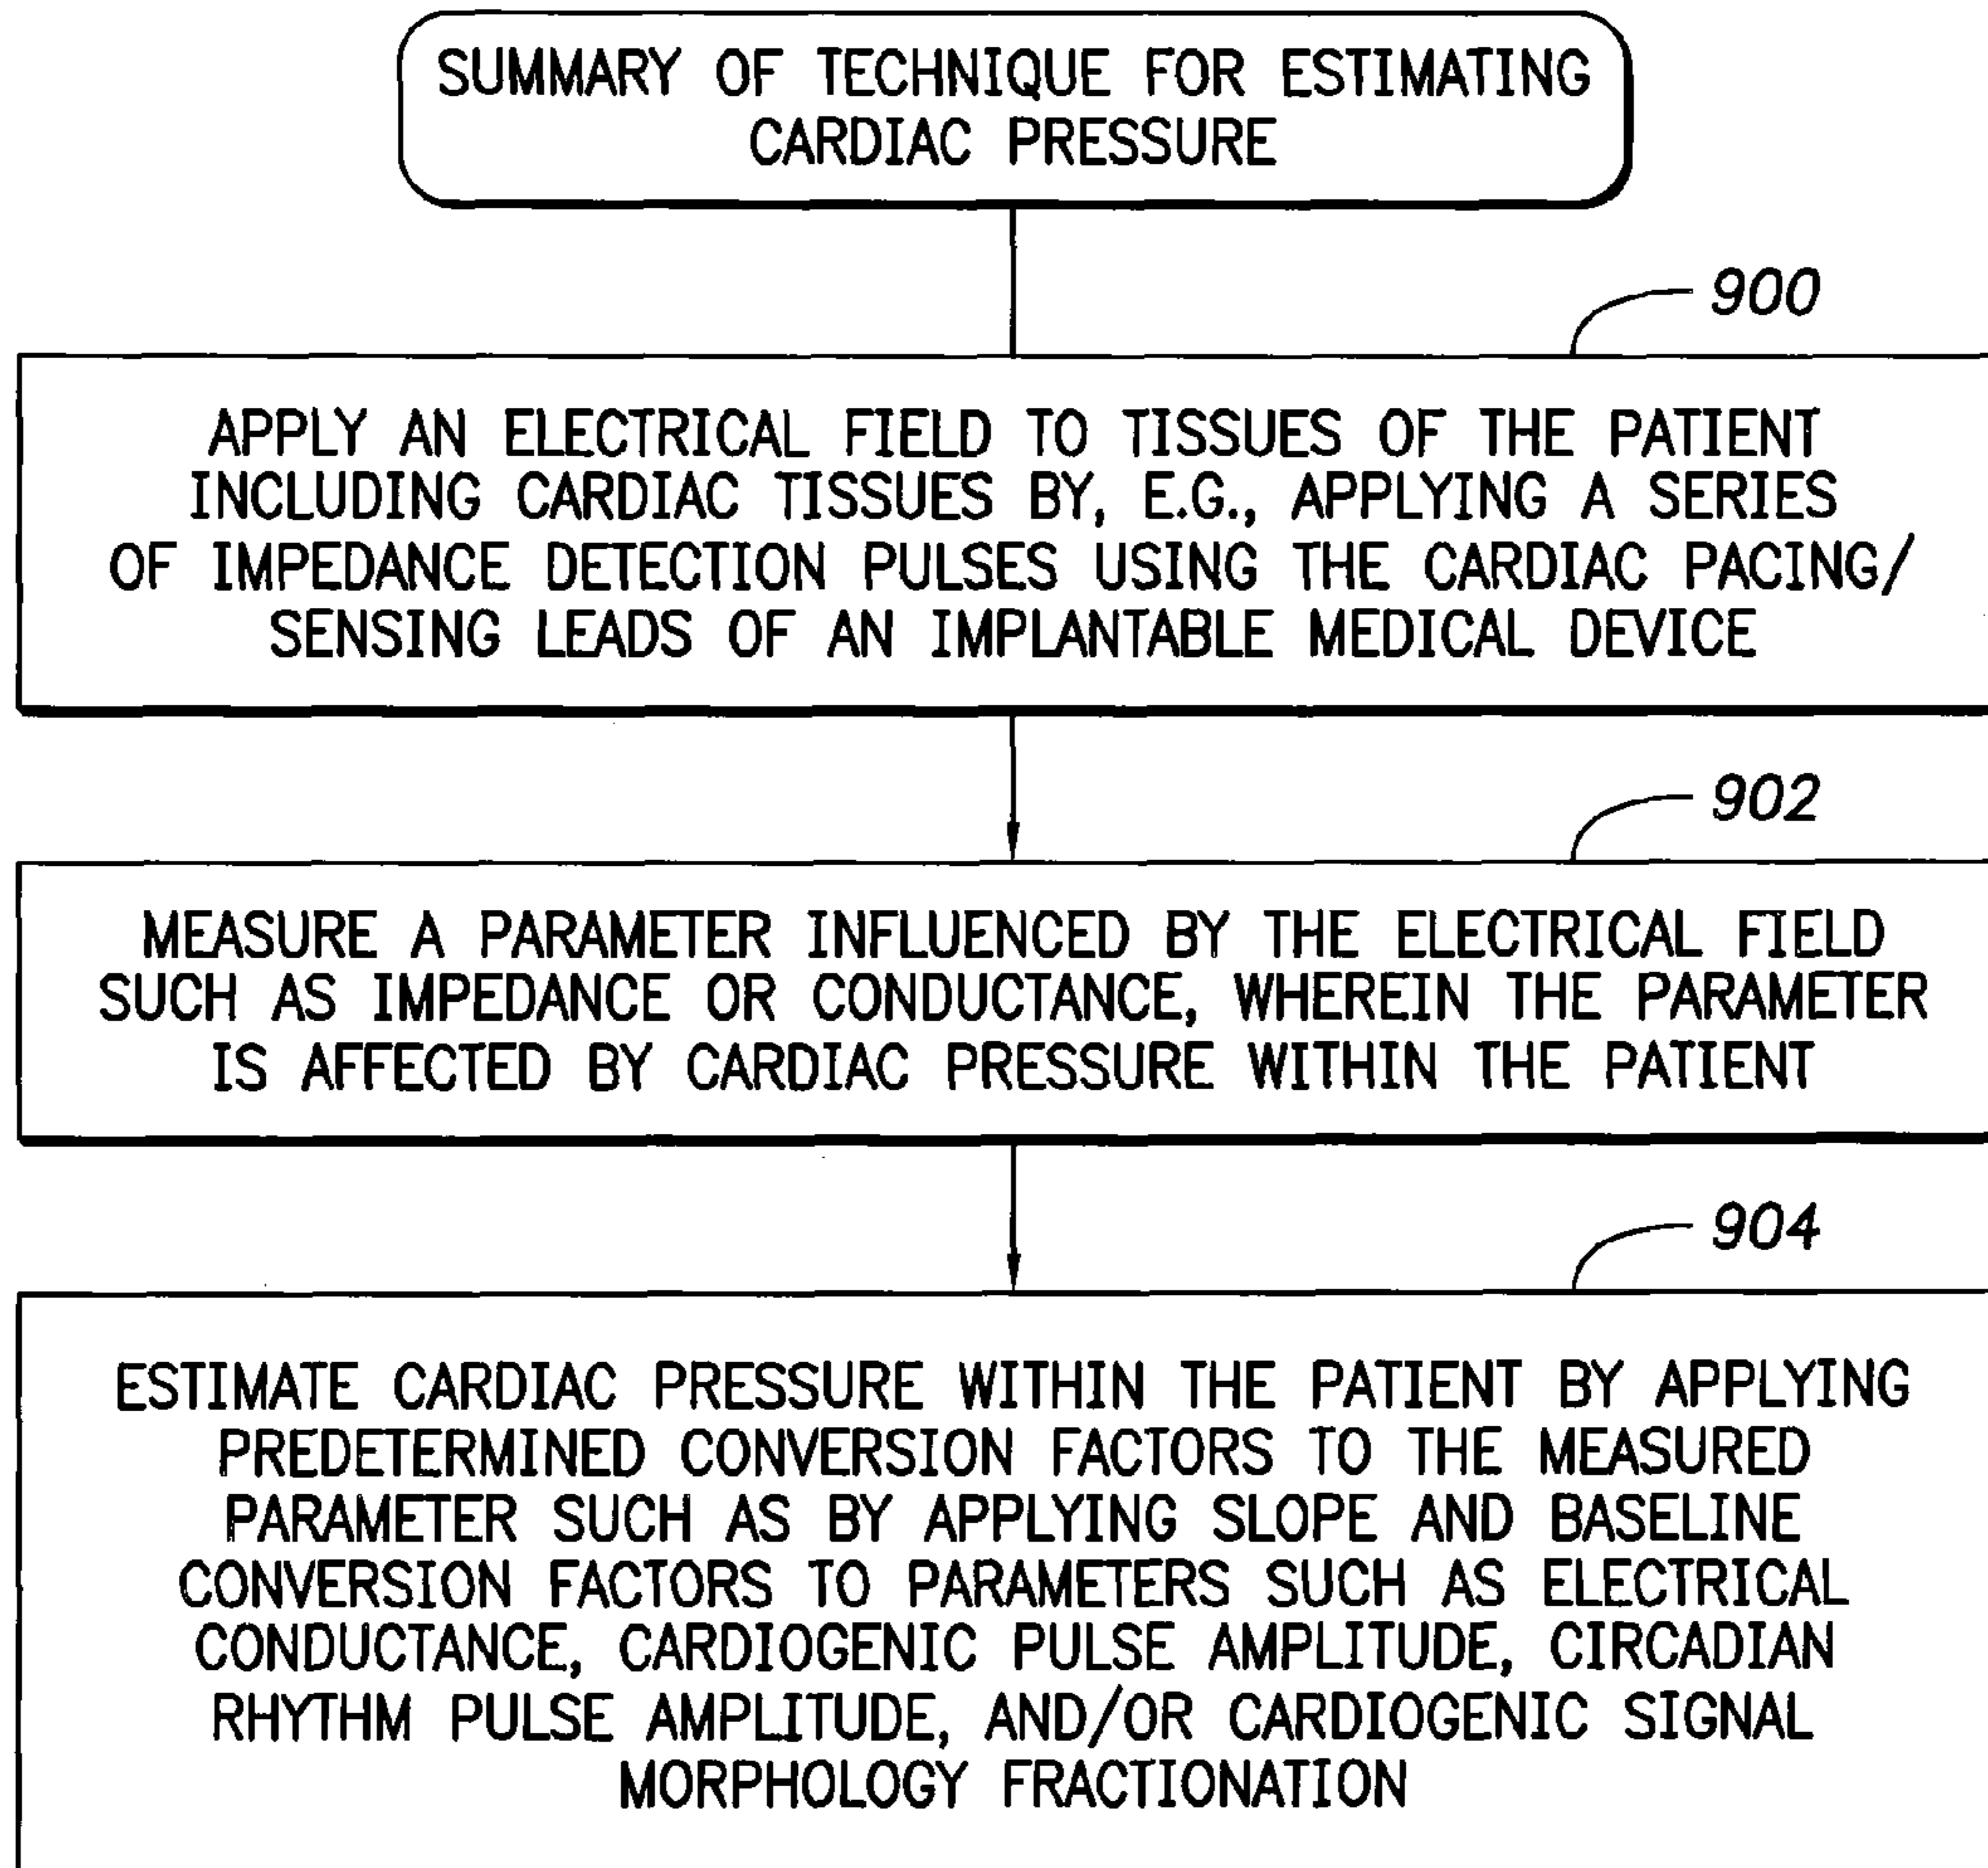 SUMMARY OF TECHNIQUE FOR ESTIMATING
CARDIAC PRESSURE
900
APPLY AN ELECTRICAL FIELD TO TISSUES OF THE PATIENT
INCLUDING CARDIAC TISSUES BY, E.G., APPLYING A SERIES
OF IMPEDANCE DETECTION PULSES USING THE CARDIAC PACING/
SENSING LEADS OF AN IMPLANTABLE MEDICAL DEVICE
902
MEASURE A PARAMETER INFLUENCED BY THE ELECTRICAL FIELD
SUCH AS IMPEDANCE OR CONDUCTANCE, WHEREIN THE PARAMETER
IS AFFECTED BY CARDIAC PRESSURE WITHIN THE PATIENT
904
ESTIMATE CARDIAC PRESSURE WITHIN THE PATIENT BY APPLYING
PREDETERMINED CONVERSION FACTORS TO THE MEASURED
PARAMETER SUCH AS BY APPLYING SLOPE AND BASELINE
CONVERSION FACTORS TO PARAMETERS SUCH AS ELECTRICAL
CONDUCTANCE, CARDIOGENIC PULSE AMPLITUDE, CIRCADIAN
RHYTHM PULSE AMPLITUDE, AND/OR CARDIOGENIC SIGNAL
MORPHOLOGY FRACTIONATION